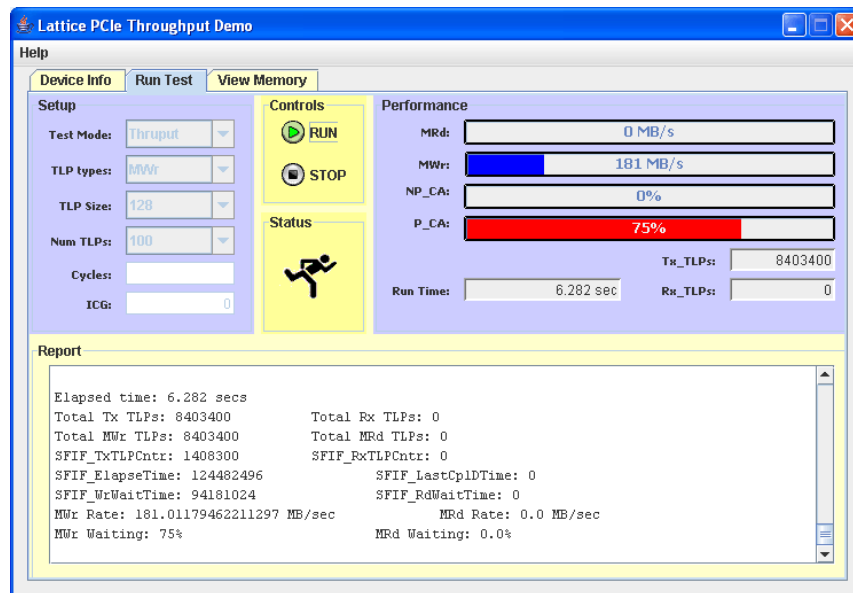 Lattice PCIe Throughput Demo
Help
Device Info Run Test View Memory
Setup
Test Mode: Thruput
TLP types: MWr
TLP Size: 128
Num TLPs: 100
Cycles:
ICG: 0
Controls
RUN
STOP
Status
Performance
MRd: 0 MB/s
MWr: 181 MB/s
NP_CA: 0%
P_CA: 75%
Tx_TLPs: 8403400
Run Time: 6.282 sec Rx_TLPs: 0
Report
Elapsed time: 6.282 secs
Total Tx TLPs: 8403400 Total Rx TLPs: 0
Total MWr TLPs: 8403400 Total MRd TLPs: 0
SFIF_TxTLPCntr: 1408300 SFIF_RxTLPCntr: 0
SFIF_ElapseTime: 124482496 SFIF_LastCplDTime: 0
SFIF_WrWaitTime: 94181024 SFIF_RdWaitTime: 0
MWr Rate: 181.01179462211297 MB/sec MRd Rate: 0.0 MB/sec
MWr Waiting: 75% MRd Waiting: 0.0%